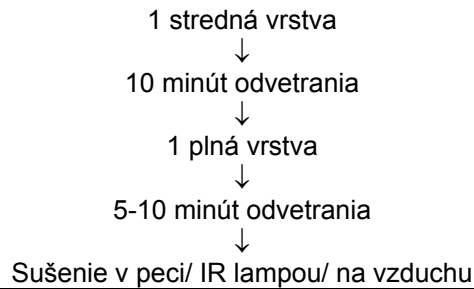 1 stredná vrstva
↓
10 minút odvetrania
↓
1 plná vrstva
↓
5-10 minút odvetrania
↓
Sušenie v peci/ IR lampou/ na vzduchu